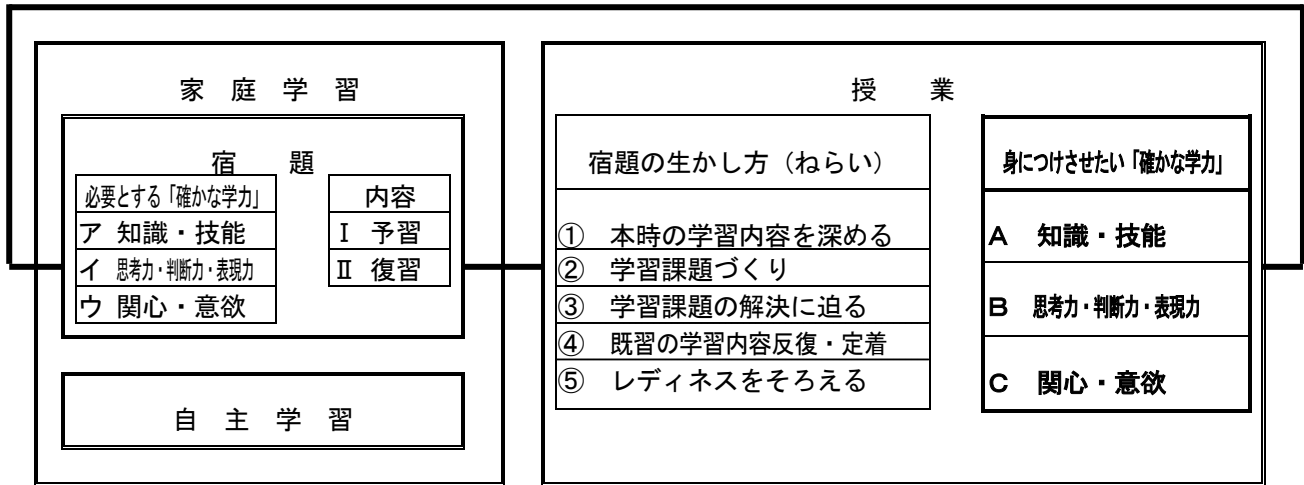 家 庭 学 習
宿 題
必要とする「確かな学力」
ア 知識・技能
イ 思考力・判断力・表現力
ウ 関心・意欲
内容
Ⅰ 予習
Ⅱ 復習
自 主 学 習
授 業
宿題の生かし方（ねらい）
① 本時の学習内容を深める
② 学習課題づくり
③ 学習課題の解決に迫る
④ 既習の学習内容反復・定着
⑤ レディネスをそろえる
身につけさせたい「確かな学力」
A 知識・技能
B 思考力・判断力・表現力
C 関心・意欲